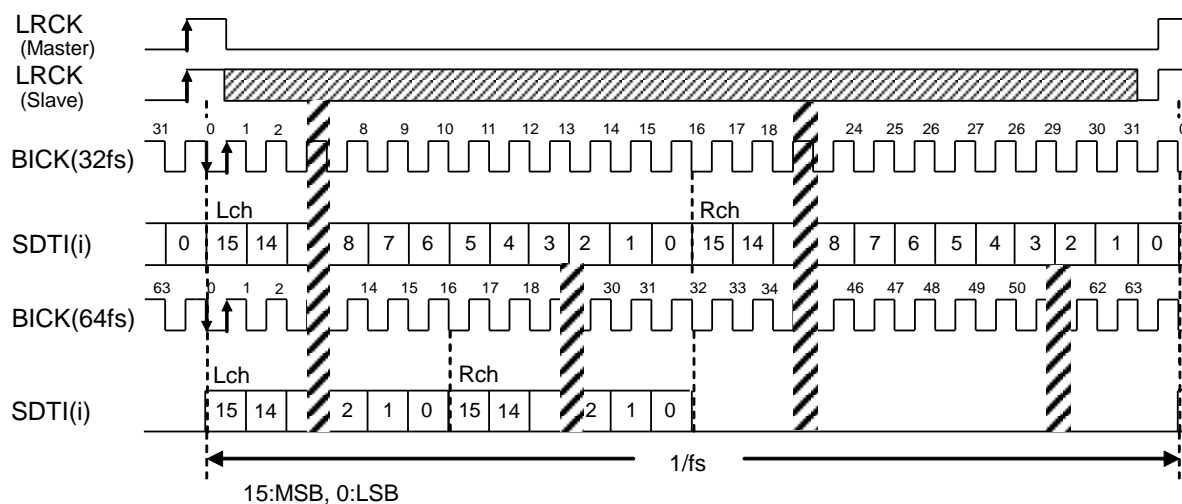 LRCK
(Master)
LRCK
(Slave)
31 0 1 2 8 9 10 11 12 13 14 15 16 17 18 24 25 26 27 26 29 30 31 0
BICK(32fs)
Lch Rch
SDTI(i) 0 15 14 8 7 6 5 4 3 2 1 0 15 14 8 7 6 5 4 3 2 1 0
63 0 1 2 14 15 16 17 18 30 31 32 33 34 46 47 48 49 50 62 63
BICK(64fs)
Lch Rch
SDTI(i) 15 14 2 1 0 15 14 2 1 0
1/fs
15:MSB, 0:LSB